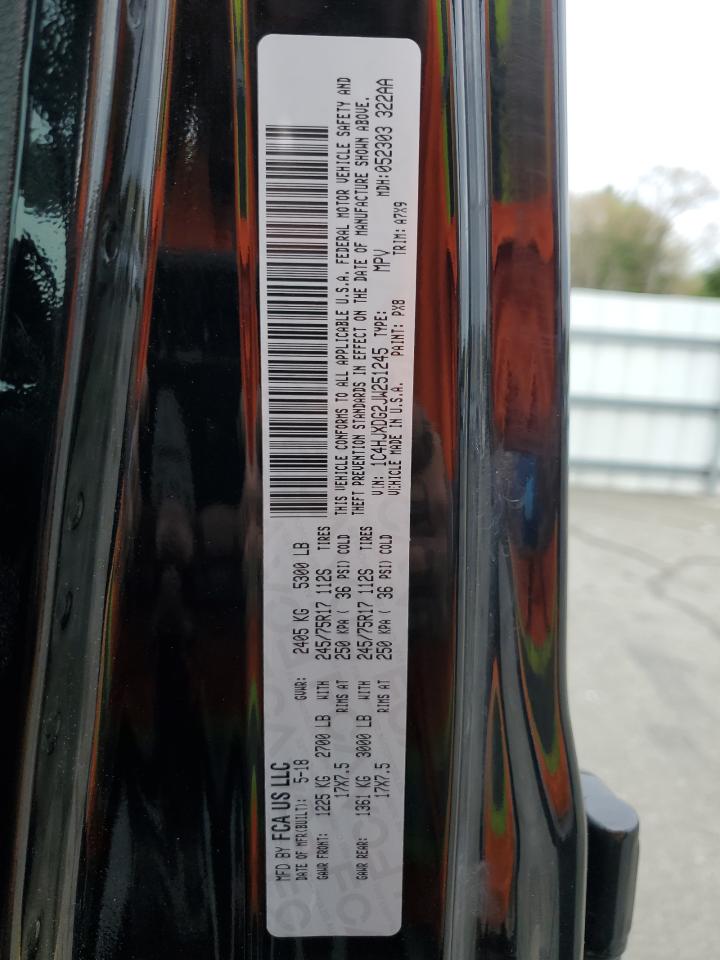 MFD BY FCA US LLC
DATE OF MFR(BUILT): 5-18 GVWR: 2405 KG 5300 LB
GAWR FRONT: 1225 KG 2700 LB WITH 245/75R17 112S TIRES
17X7.5 RIMS AT 250 KPA ( 36 PSI) COLD
GAWR REAR: 1361 KG 3000 LB WITH 245/75R17 112S TIRES
17X7.5 RIMS AT 250 KPA ( 36 PSI) COLD
THIS VEHICLE CONFORMS TO ALL APPLICABLE U.S.A. FEDERAL MOTOR VEHICLE SAFETY AND
THEFT PREVENTION STANDARDS IN EFFECT ON THE DATE OF MANUFACTURE SHOWN ABOVE.
VIN: 1C4HJXDG2JW251245 TYPE: MPV MDH:052303 322AA
VEHICLE MADE IN U.S.A. PAINT: PX8 TRIM: A7X9